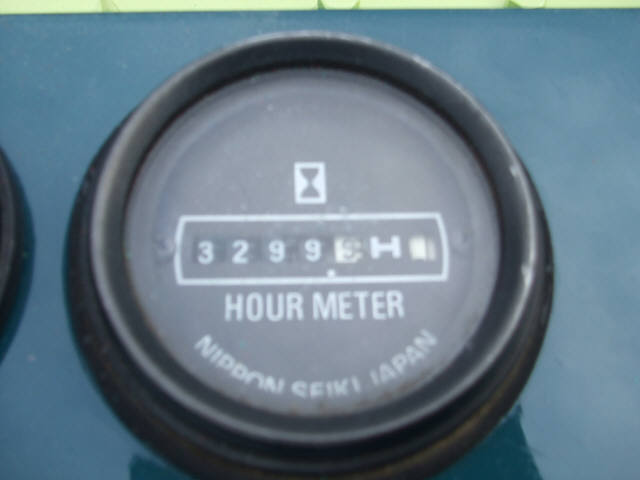 3299 H
HOUR METER
NIPPON SEIKI JAPAN